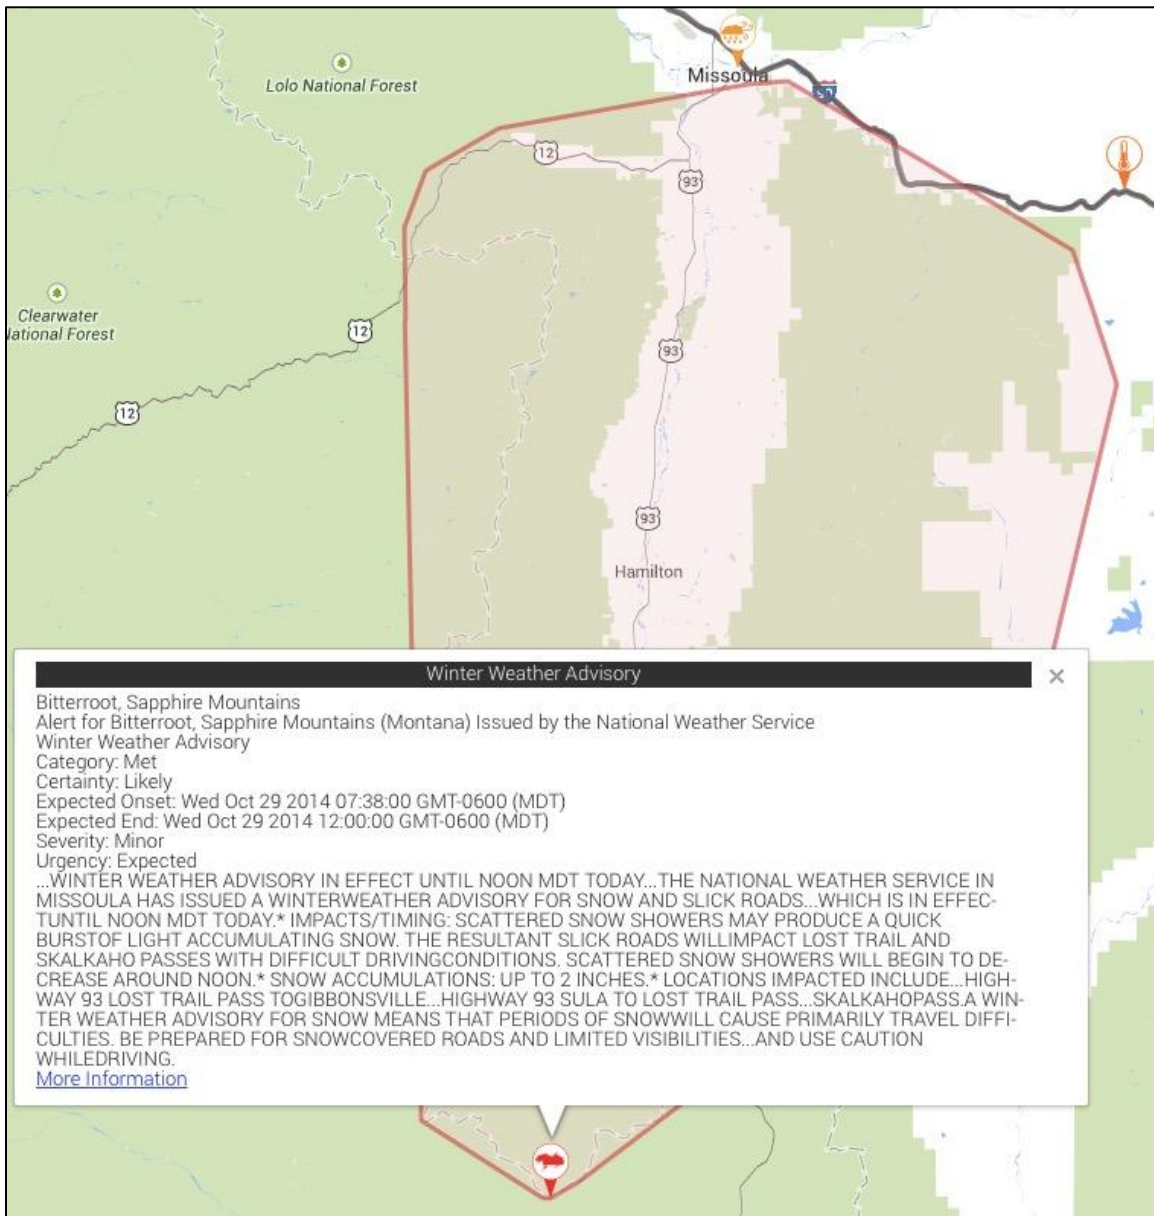 Missoula
Lolo National Forest
90
12
93
Clearwater
National Forest
12
93
12
93
Hamilton
Winter Weather Advisory
Bitterroot, Sapphire Mountains
Alert for Bitterroot, Sapphire Mountains (Montana) Issued by the National Weather Service
Winter Weather Advisory
Category: Met
Certainty: Likely
Expected Onset: Wed Oct 29 2014 07:38:00 GMT-0600 (MDT)
Expected End: Wed Oct 29 2014 12:00:00 GMT-0600 (MDT)
Severity: Minor
Urgency: Expected
...WINTER WEATHER ADVISORY IN EFFECT UNTIL NOON MDT TODAY...THE NATIONAL WEATHER SERVICE IN
MISSOULA HAS ISSUED A WINTERWEATHER ADVISORY FOR SNOW AND SLICK ROADS...WHICH IS IN EFFEC-
TUNTIL NOON MDT TODAY.* IMPACTS/TIMING: SCATTERED SNOW SHOWERS MAY PRODUCE A QUICK
BURSTOF LIGHT ACCUMULATING SNOW. THE RESULTANT SLICK ROADS WILLIMPACT LOST TRAIL AND
SKALKAHO PASSES WITH DIFFICULT DRIVINGCONDITIONS. SCATTERED SNOW SHOWERS WILL BEGIN TO DE-
CREASE AROUND NOON.* SNOW ACCUMULATIONS: UP TO 2 INCHES.* LOCATIONS IMPACTED INCLUDE...HIGH-
WAY 93 LOST TRAIL PASS TOGIBBONSVILLE...HIGHWAY 93 SULA TO LOST TRAIL PASS...SKALKAHOPASS.A WIN-
TER WEATHER ADVISORY FOR SNOW MEANS THAT PERIODS OF SNOWWILL CAUSE PRIMARILY TRAVEL DIFFI-
CULTIES. BE PREPARED FOR SNOWCOVERED ROADS AND LIMITED VISIBILITIES...AND USE CAUTION
WHILEDRIVING.
More Information